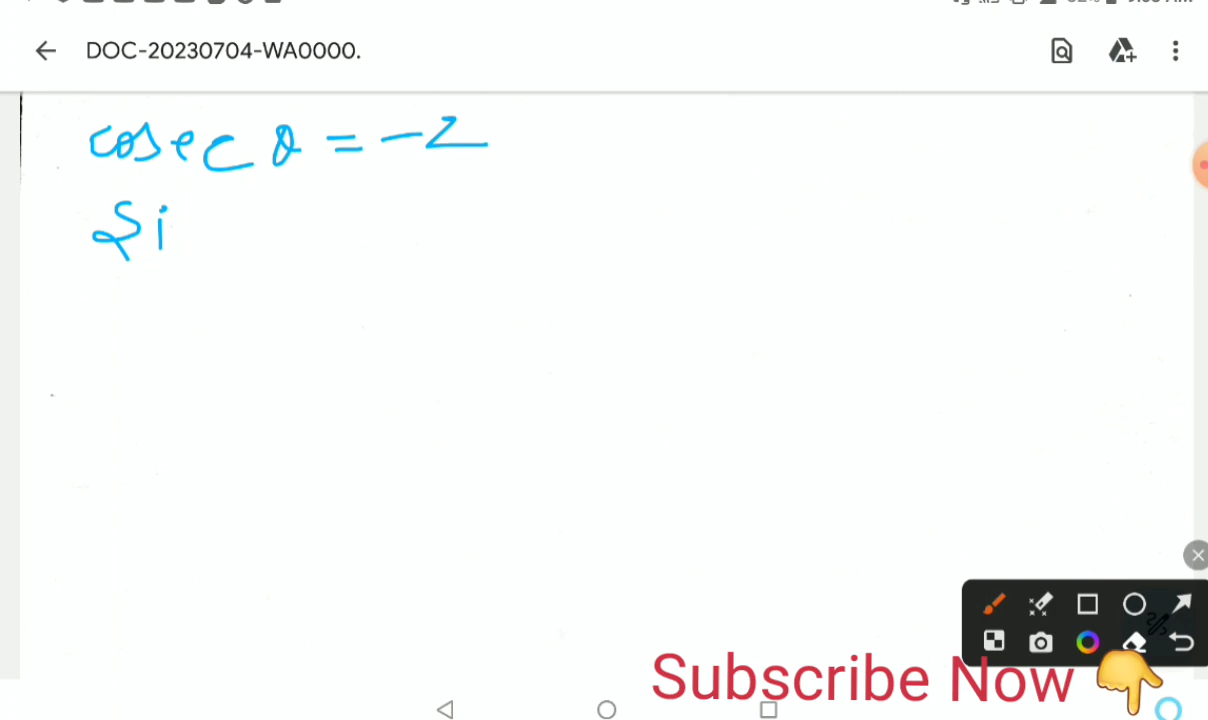 DOC-20230704-WA0000.
cosec θ = -2
Si
Subscribe Now